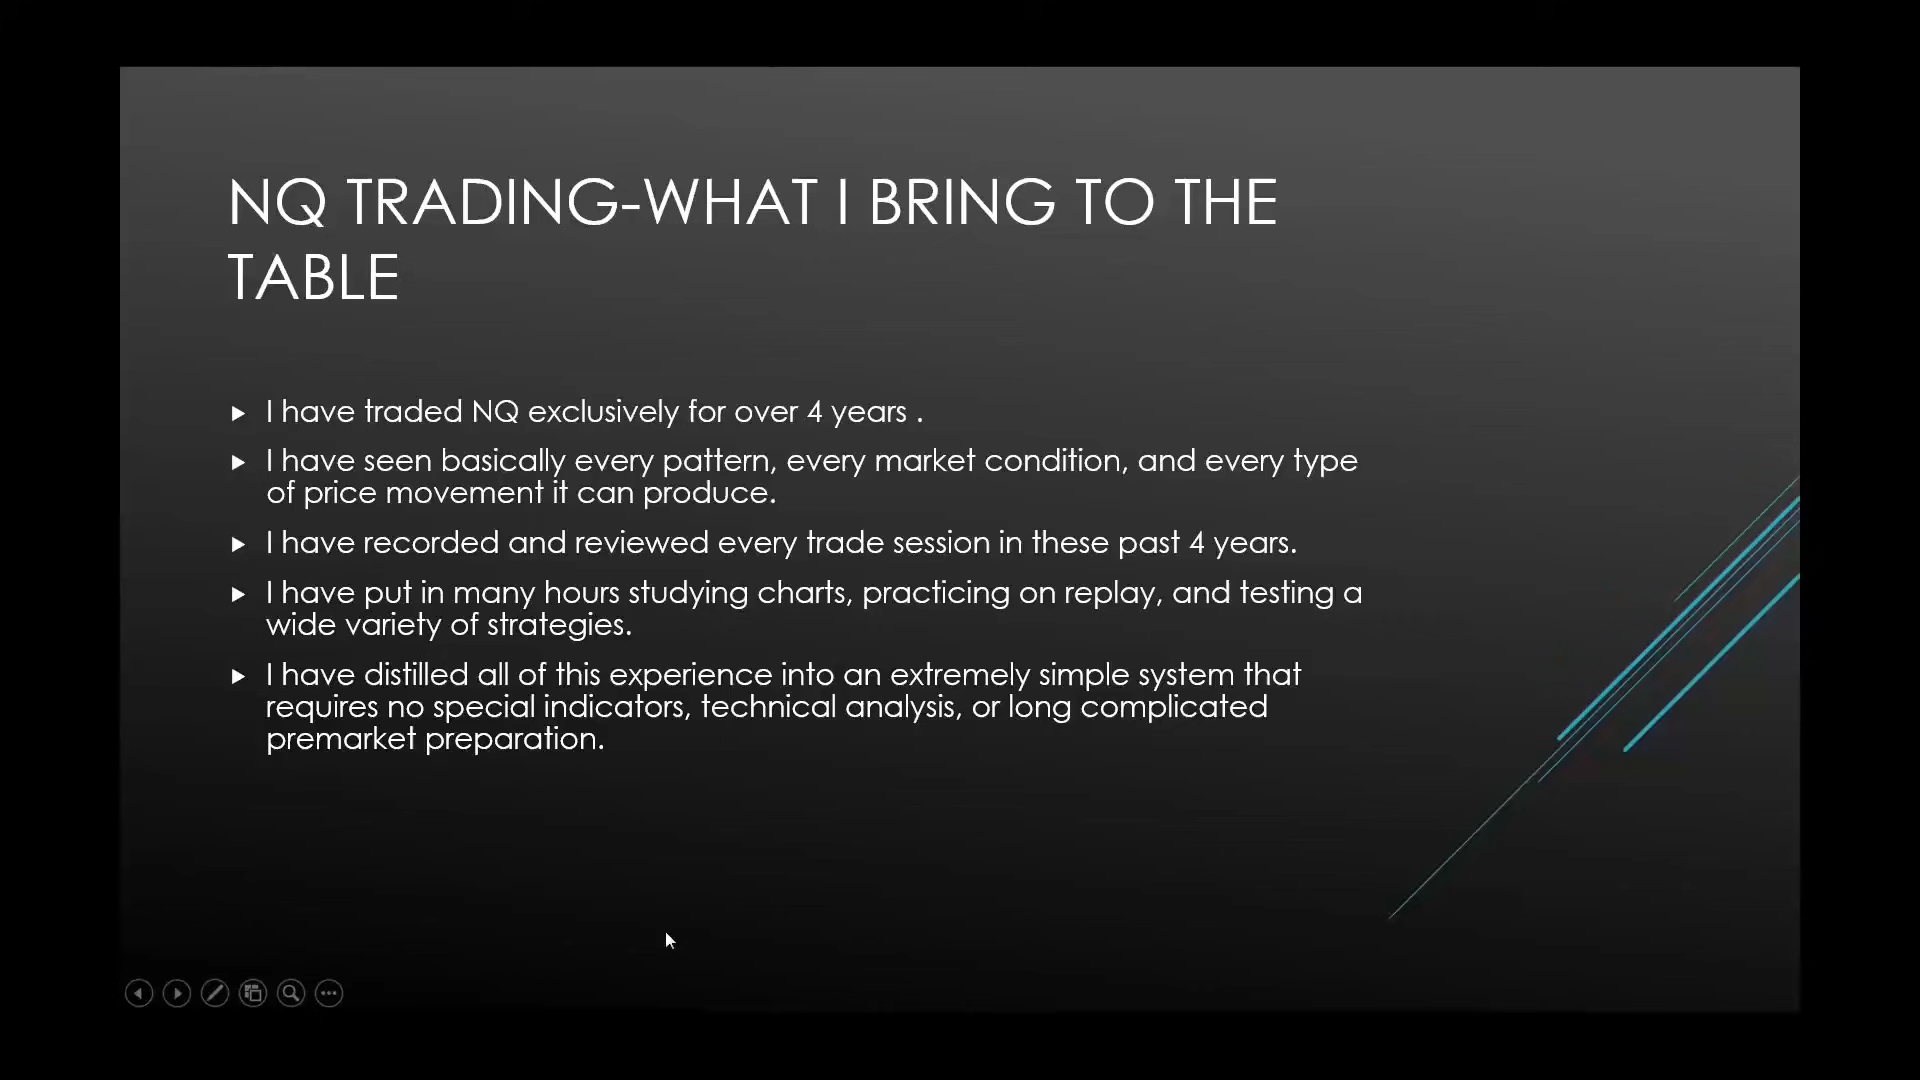 NQ TRADING-WHAT I BRING TO THE
TABLE
I have traded NQ exclusively for over 4 years .
I have seen basically every pattern, every market condition, and every type
of price movement it can produce.
I have recorded and reviewed every trade session in these past 4 years.
I have put in many hours studying charts, practicing on replay, and testing a
wide variety of strategies.
I have distilled all of this experience into an extremely simple system that
requires no special indicators, technical analysis, or long complicated
premarket preparation.